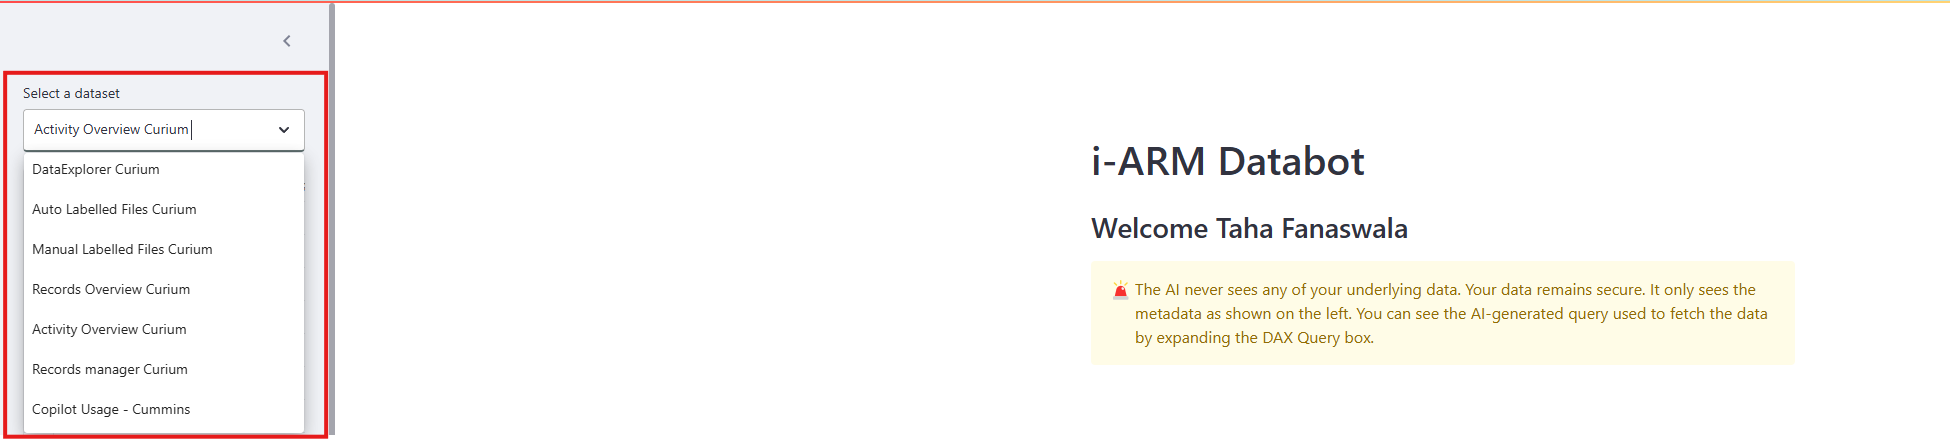 Select a dataset
Activity Overview Curium
DataExplorer Curium
Auto Labelled Files Curium
Manual Labelled Files Curium
Records Overview Curium
Activity Overview Curium
Records manager Curium
Copilot Usage - Cummins
i-ARM Databot
Welcome Taha Fanaswala
The AI never sees any of your underlying data. Your data remains secure. It only sees the
metadata as shown on the left. You can see the AI-generated query used to fetch the data
by expanding the DAX Query box.